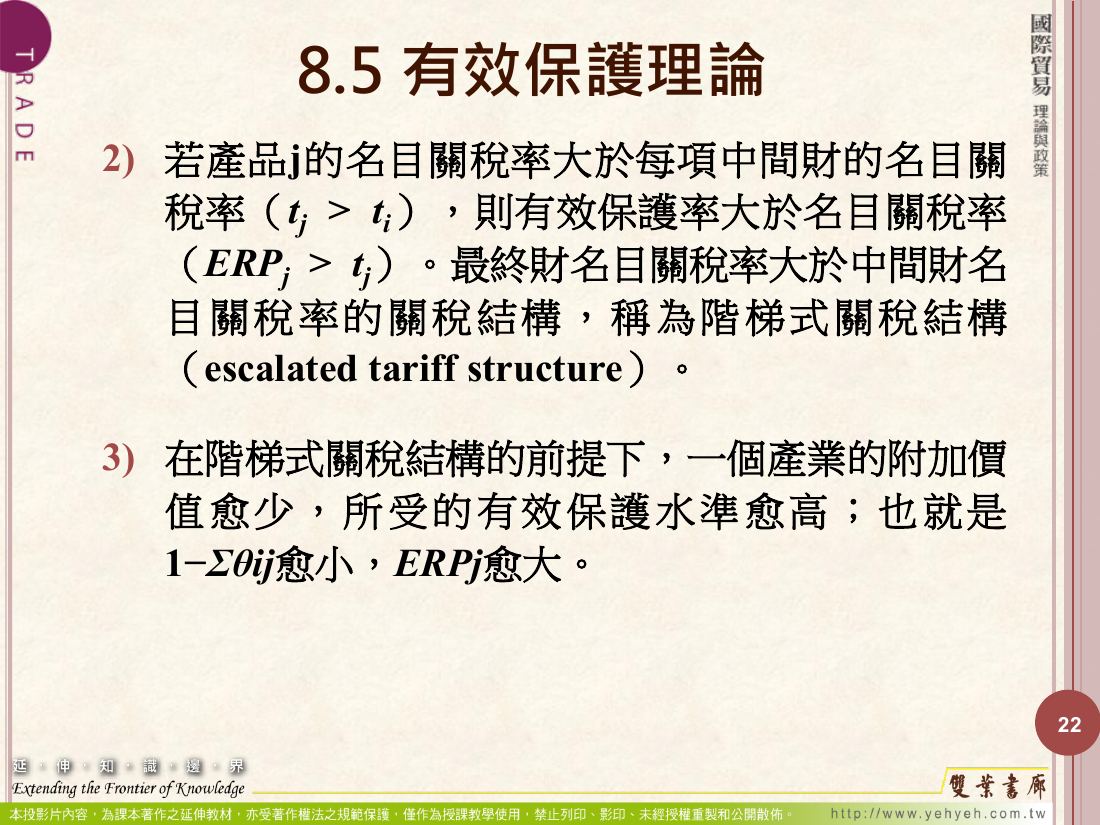 TRADE
8.5 有效保護理論
國際貿易 理論與政策
2) 若產品j的名目關稅率大於每項中間財的名目關
稅率（tj > ti），則有效保護率大於名目關稅率
（ERPj > tj）。最終財名目關稅率大於中間財名
目關稅率的關稅結構，稱為階梯式關稅結構
（escalated tariff structure）。
3) 在階梯式關稅結構的前提下，一個產業的附加價
值愈少，所受的有效保護水準愈高；也就是
1−Σθij愈小，ERPj愈大。
22
延。伸。知。識。邊。界
Extending the Frontier of Knowledge
雙葉書廊
本投影片內容，為課本著作之延伸教材，亦受著作權法之規範保護，僅作為授課教學使用，禁止列印、影印、未經授權重製和公開散佈。
http://www.yehyeh.com.tw